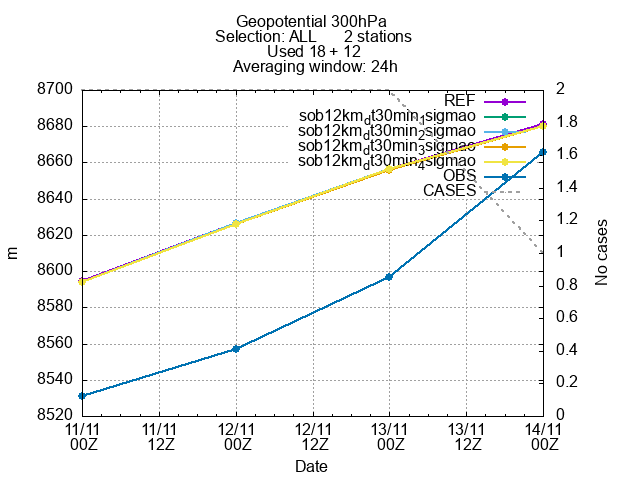 Geopotential 300hPa
Selection: ALL 2 stations
Used 18 + 12
Averaging window: 24h
8700
8680
8660
8640
8620
8600
8580
8560
8540
8520
m
2
1.8
1.6
1.4
1.2
1
0.8
0.6
0.4
0.2
0
No cases
REF
sob12km_dt30min_1sigmao
sob12km_dt30min_2sigmao
sob12km_dt30min_3sigmao
sob12km_dt30min_4sigmao
OBS
CASES
11/11 11/11 12/11 12/11 13/11 13/11 14/11
00Z 12Z 00Z 12Z 00Z 12Z 00Z
Date